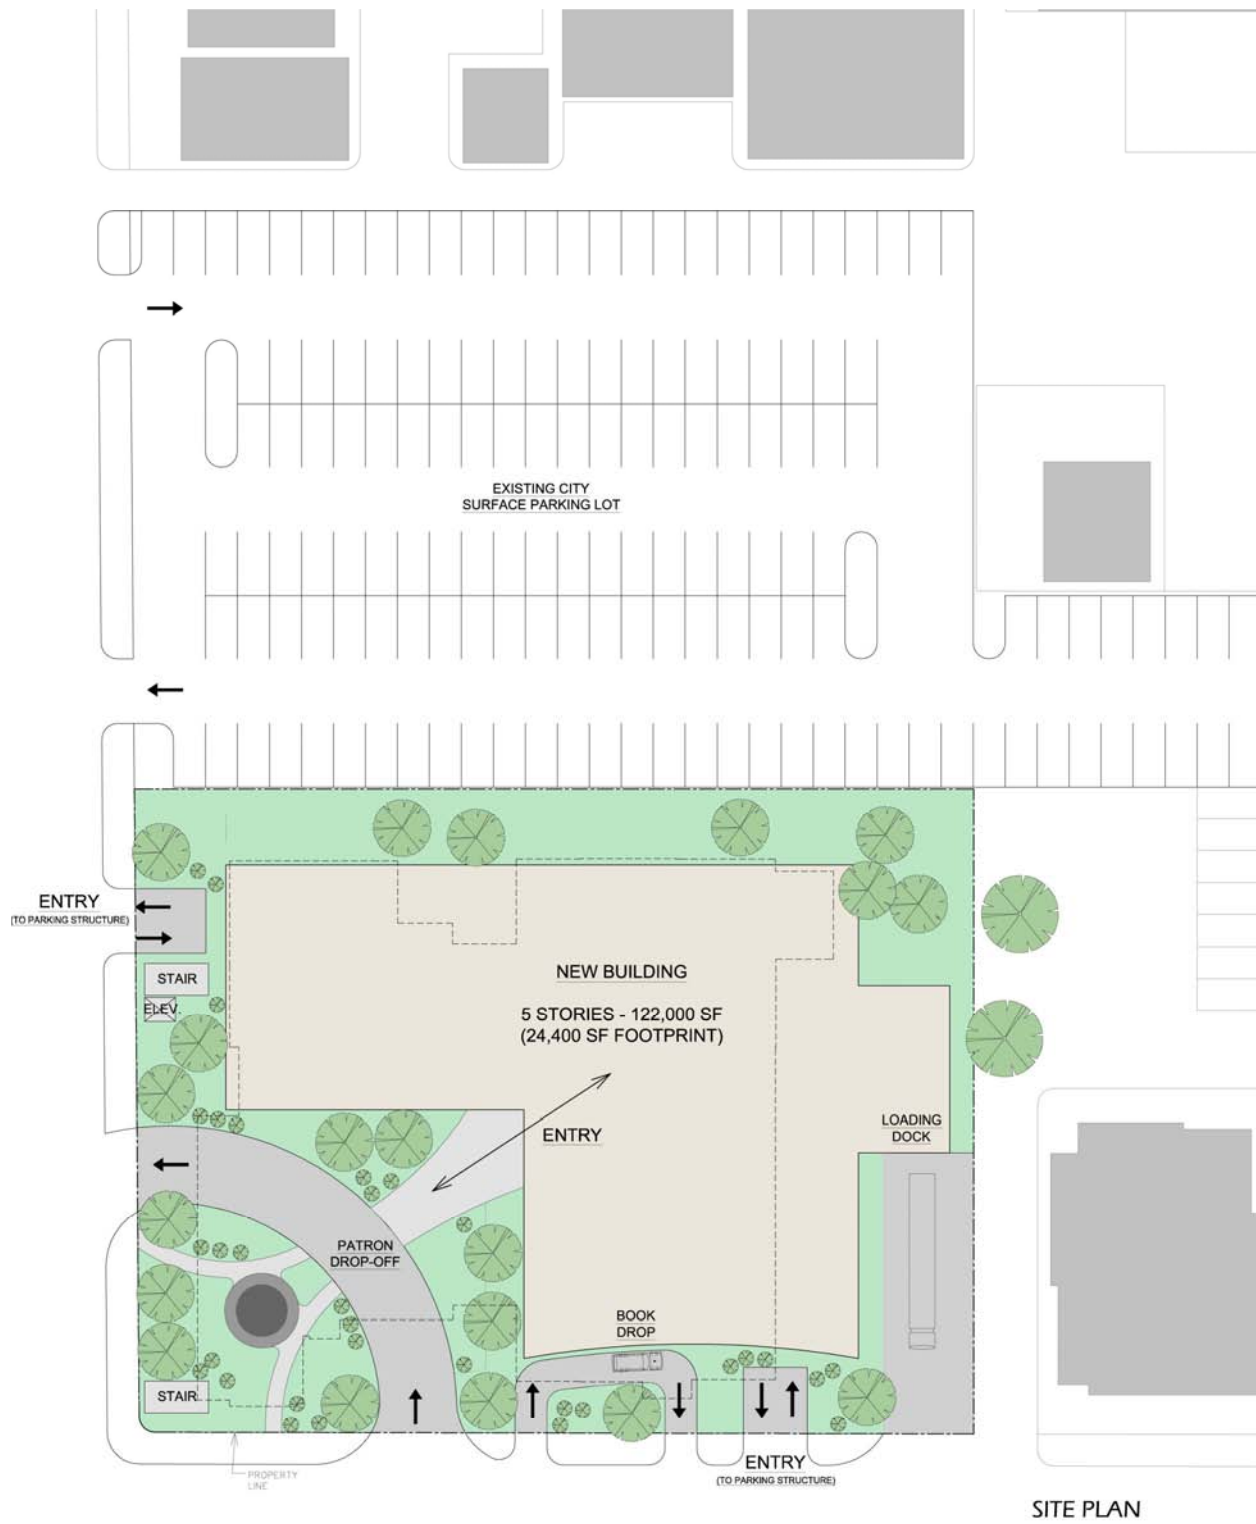 EXISTING CITY
SURFACE PARKING LOT
ENTRY
(TO PARKING STRUCTURE)
STAIR
ELEV.
NEW BUILDING
5 STORIES - 122,000 SF
(24,400 SF FOOTPRINT)
LOADING
DOCK
ENTRY
PATRON
DROP-OFF
BOOK
DROP
STAIR
ENTRY
(TO PARKING STRUCTURE)
PROPERTY
LINE
SITE PLAN